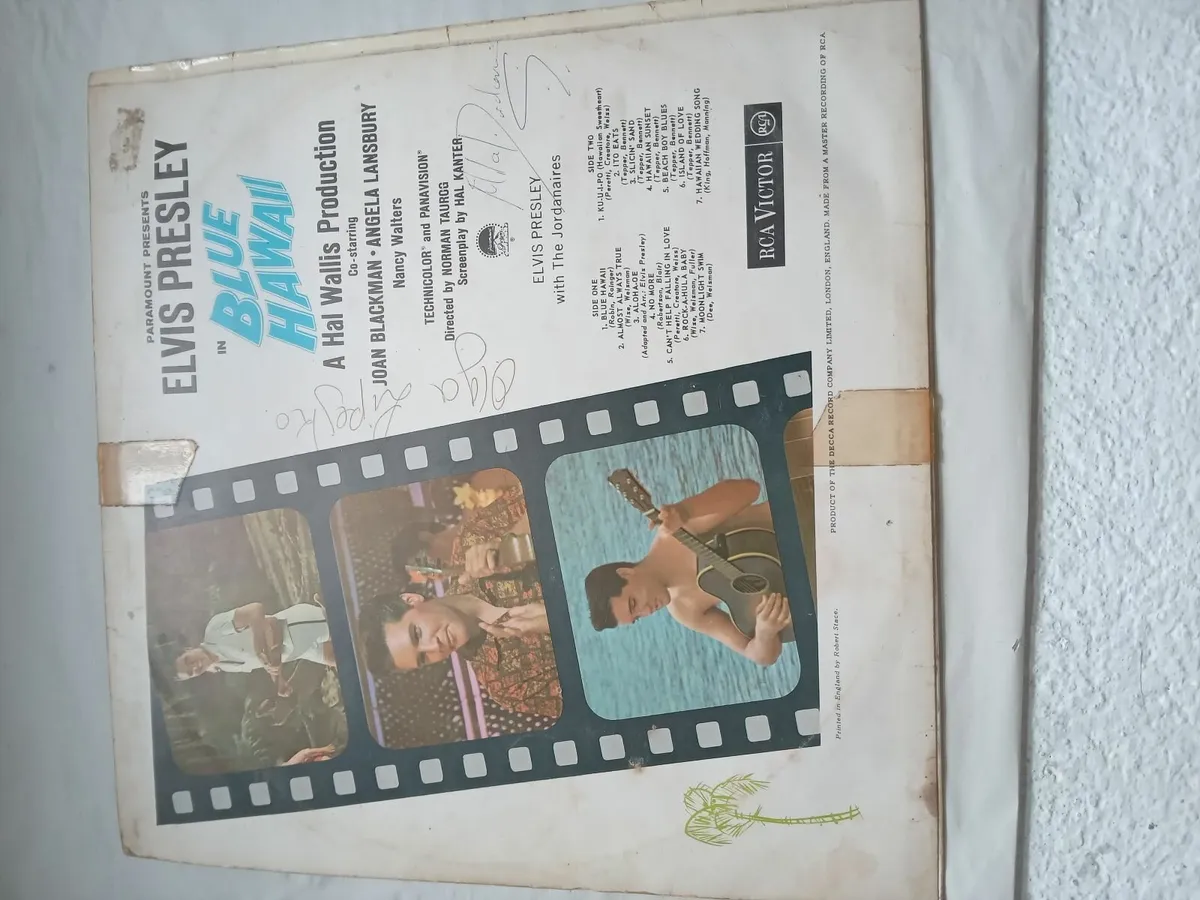 PARAMOUNT PRESENTS
ELVIS PRESLEY
IN
BLUE
HAWAII
A Hal Wallis Production
Co-starring
JOAN BLACKMAN • ANGELA LANSBURY
Nancy Walters
TECHNICOLOR® and PANAVISION®
Directed by NORMAN TAUROG
Screenplay by HAL KANTER
Olga
ELVIS PRESLEY
with The Jordanaires
SIDE ONE
1. BLUE HAWAII
(Robin, Rainger)
2. ALMOST ALWAYS TRUE
(Wise, Weisman)
3. ALOHA-OE
(Adapted and Arr.: Elvis Presley)
4. NO MORE
(Robertson, Blair)
5. CAN'T HELP FALLING IN LOVE
(Peretti, Creatore, Weiss)
6. ROCK-A-HULA BABY
(Wise, Weisman, Fuller)
7. MOONLIGHT SWIM
(Dee, Weisman)
SIDE TWO
1. KU-U-I-PO (Hawaiian Sweetheart)
(Peretti, Creatore, Weiss)
2. ITO EATS
(Tepper, Bennett)
3. SLICIN' SAND
(Tepper, Bennett)
4. HAWAIIAN SUNSET
(Tepper, Bennett)
5. BEACH BOY BLUES
(Tepper, Bennett)
6. ISLAND OF LOVE
(Tepper, Bennett)
7. HAWAIIAN WEDDING SONG
(King, Hoffman, Manning)
RCA VICTOR RCA
Printed in England by Robert Stace.
PRODUCT OF THE DECCA RECORD COMPANY LIMITED, LONDON, ENGLAND. MADE FROM A MASTER RECORDING OF RCA